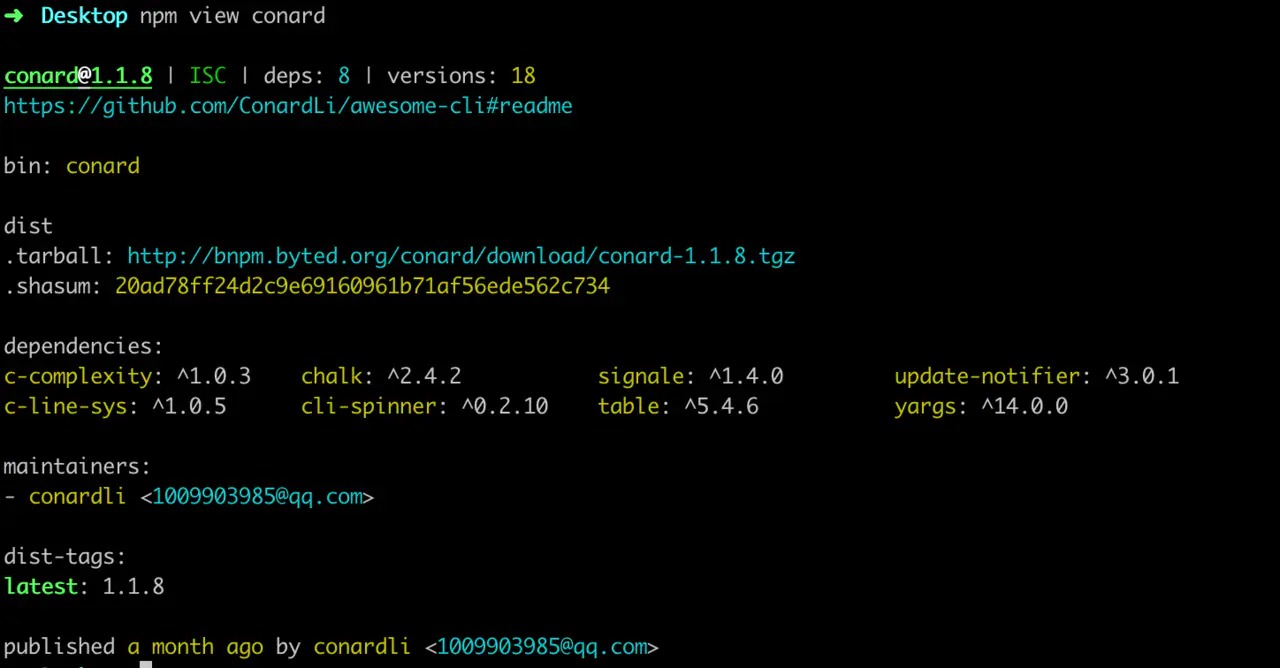 ➜ Desktop npm view conard
conard@1.1.8 | ISC | deps: 8 | versions: 18
https://github.com/ConardLi/awesome-cli#readme
bin: conard
dist
.tarball: http://bnpm.byted.org/conard/download/conard-1.1.8.tgz
.shasum: 20ad78ff24d2c9e69160961b71af56ede562c734
dependencies:
c-complexity: ^1.0.3 chalk: ^2.4.2 signale: ^1.4.0 update-notifier: ^3.0.1
c-line-sys: ^1.0.5 cli-spinner: ^0.2.10 table: ^5.4.6 yargs: ^14.0.0
maintainers:
- conardli <1009903985@qq.com>
dist-tags:
latest: 1.1.8
published a month ago by conardli <1009903985@qq.com>